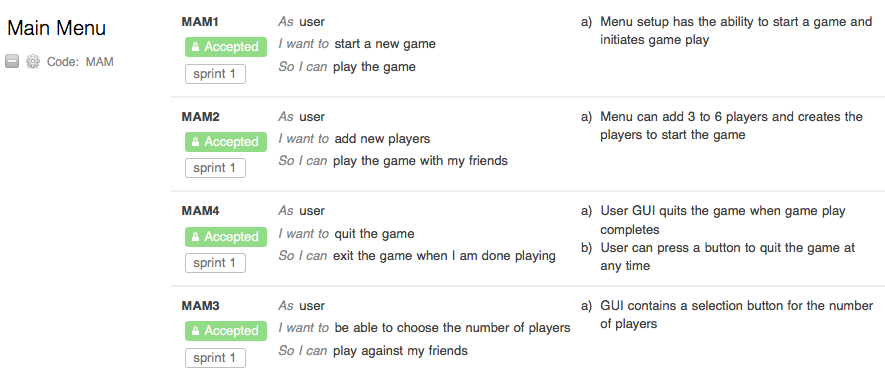 Main Menu
Code: MAM
MAM1
Accepted
sprint 1
As user
I want to start a new game
So I can play the game
a) Menu setup has the ability to start a game and
initiates game play
MAM2
Accepted
sprint 1
As user
I want to add new players
So I can play the game with my friends
a) Menu can add 3 to 6 players and creates the
players to start the game
MAM4
Accepted
sprint 1
As user
I want to quit the game
So I can exit the game when I am done playing
a) User GUI quits the game when game play
completes
b) User can press a button to quit the game at
any time
MAM3
Accepted
sprint 1
As user
I want to be able to choose the number of players
So I can play against my friends
a) GUI contains a selection button for the number
of players